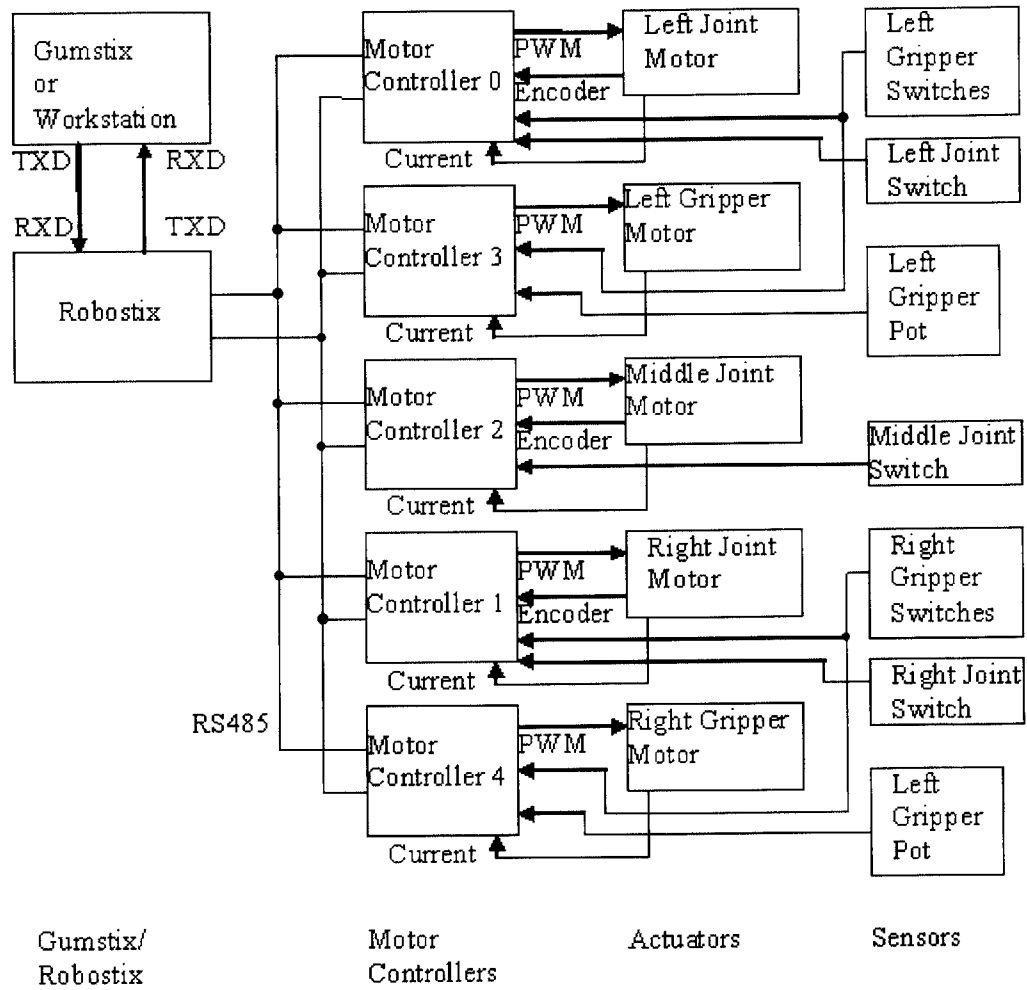 Gumstix
or
Workstation
TXD
RXD
RXD
TXD
Robostix
RS485
Motor
Controller 0
PWM
Encoder
Current
Left Joint
Motor
Left
Gripper
Switches
Left Joint
Switch
Motor
Controller 3
PWM
Current
Left Gripper
Motor
Left
Gripper
Pot
Motor
Controller 2
PWM
Encoder
Current
Middle Joint
Motor
Middle Joint
Switch
Motor
Controller 1
PWM
Encoder
Current
Right Joint
Motor
Right
Gripper
Switches
Right Joint
Switch
Motor
Controller 4
PWM
Current
Right Gripper
Motor
Left
Gripper
Pot
Gumstix/
Robostix
Motor
Controllers
Actuators
Sensors